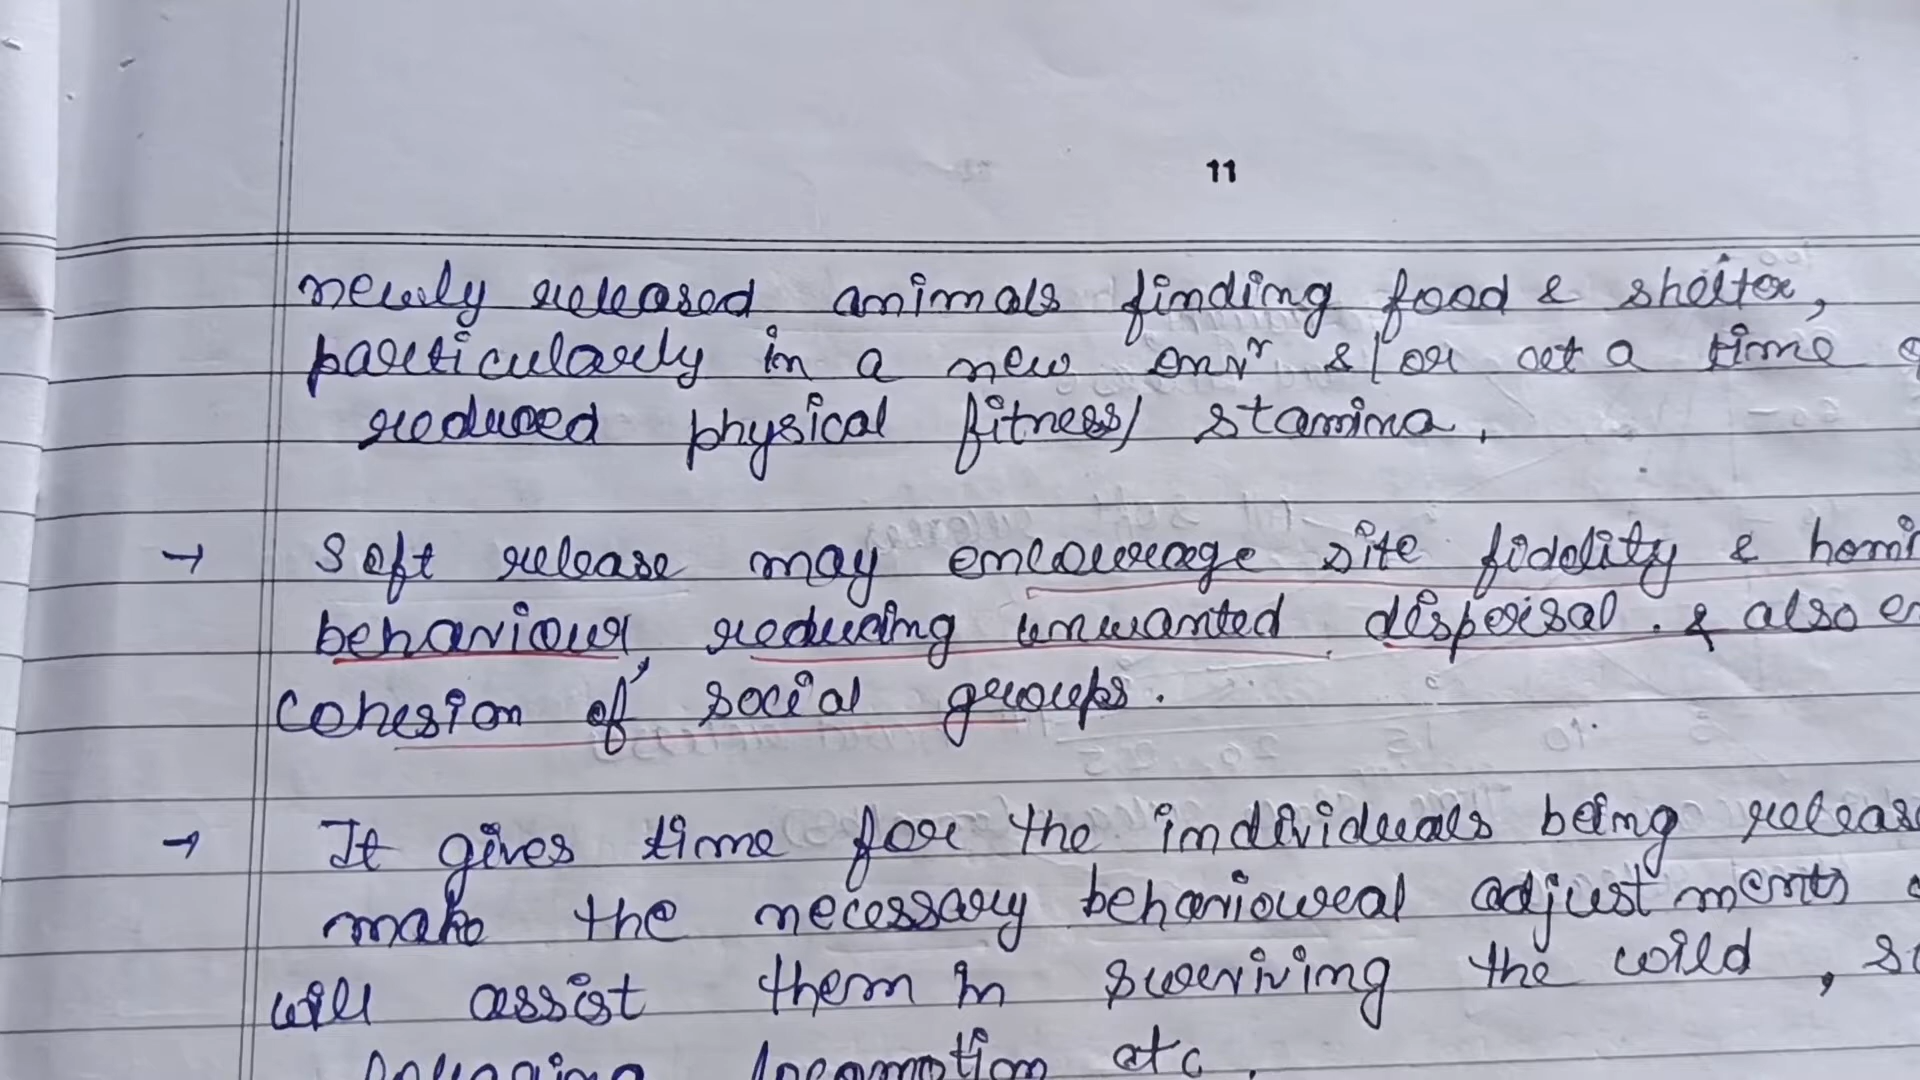 11
newly released animals finding food & shelter,
particularly in a new envr &/or at a time
reduced physical fitness/ stamina.
→ Soft release may encourage site fidelity &
behaviour, reducing unwanted dispersal. & also
cohesion of social groups.
→ It gives time for the individuals being
make the necessary behavioural adjustments
will assist them in surviving the wild,
locomotion etc.